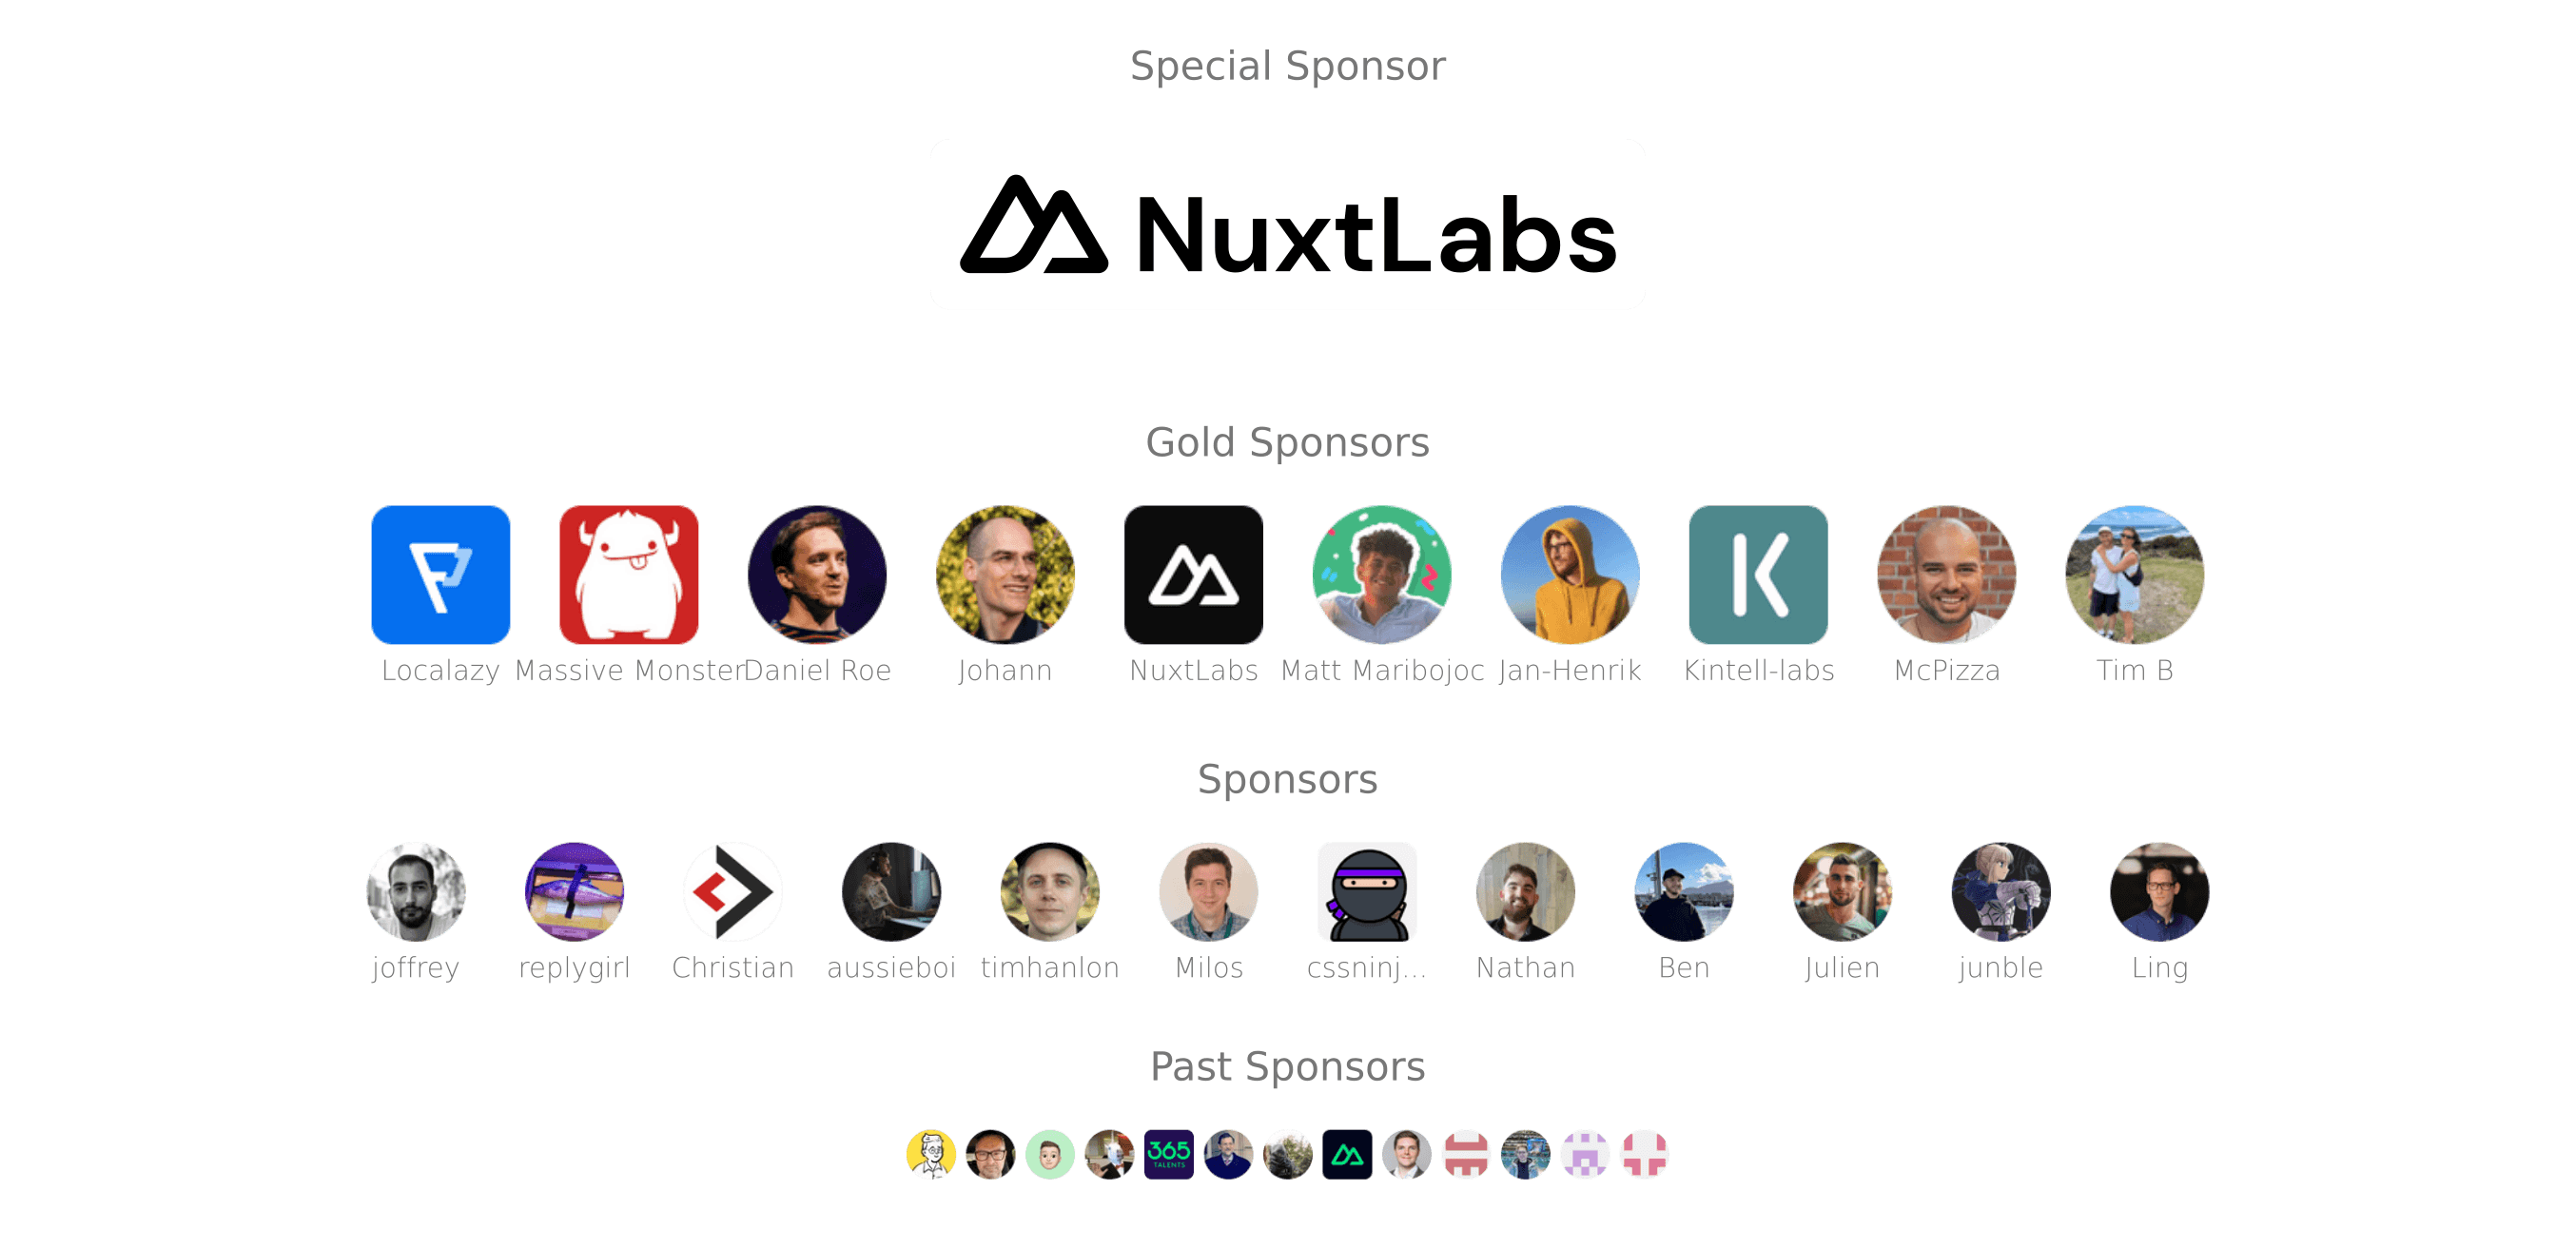 Special Sponsor
NuxtLabs
Gold Sponsors
Localazy Massive Monster Daniel Roe Johann NuxtLabs Matt Maribojoc Jan-Henrik Kintell-labs McPizza Tim B
Sponsors
joffrey replygirl Christian aussieboi timhanlon Milos cssninj... Nathan Ben Julien junble Ling
Past Sponsors
365
TALENTS